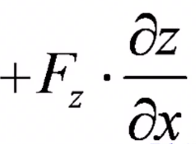 + F_z · ∂z/∂x